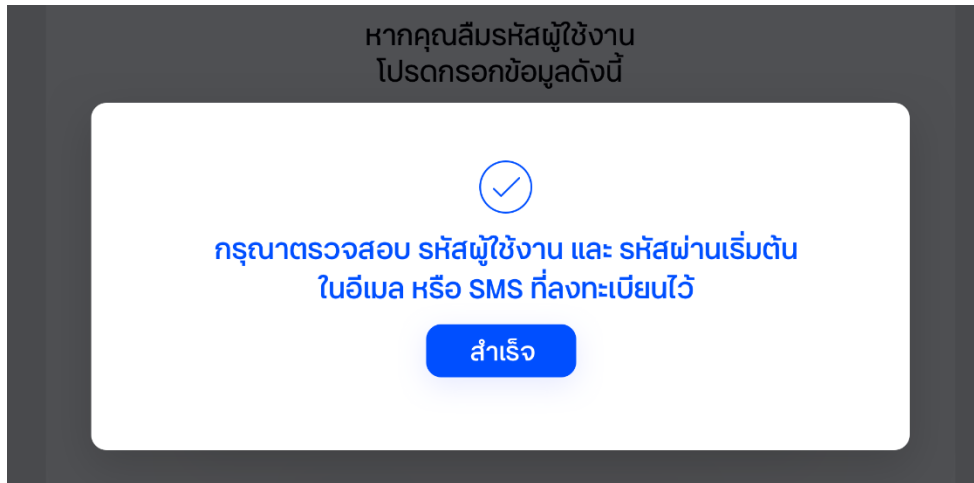 หากคุณลืมรหัสผู้ใช้งาน
โปรดกรอกข้อมูลดังนี้
กรุณาตรวจสอบ รหัสผู้ใช้งาน และ รหัสผ่านเริ่มต้น
ในอีเมล หรือ SMS ที่ลงทะเบียนไว้
สำเร็จ